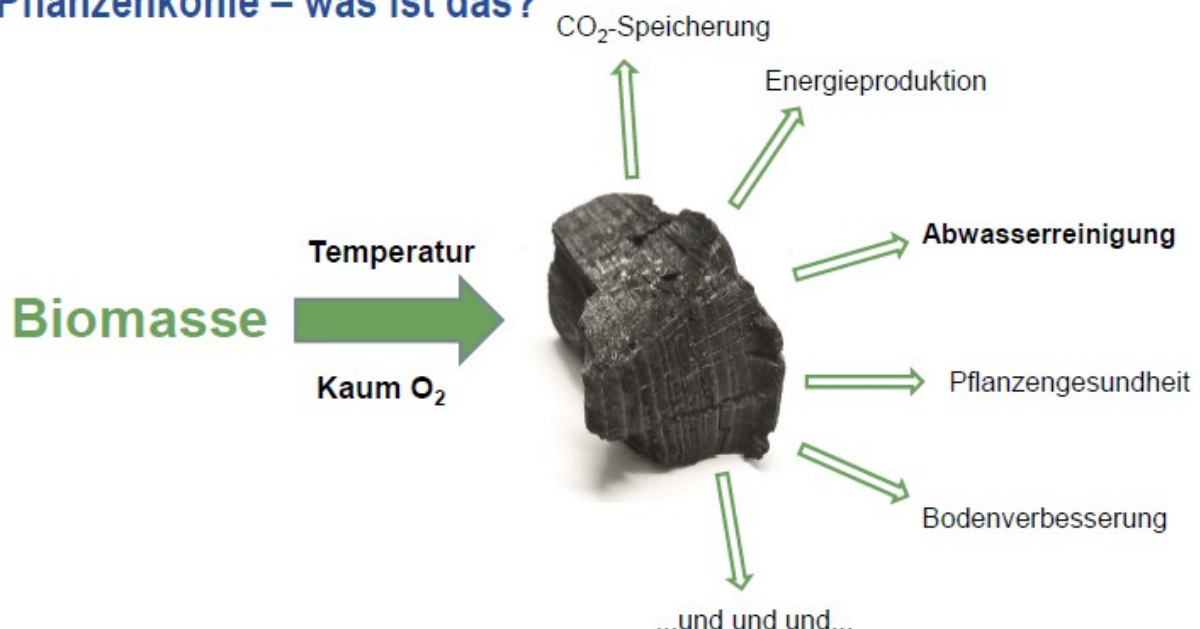 Pflanzenkohle – was ist das?
CO₂-Speicherung
Energieproduktion
Temperatur
Abwasserreinigung
Biomasse
Kaum O₂
Pflanzengesundheit
Bodenverbesserung
...und und und...